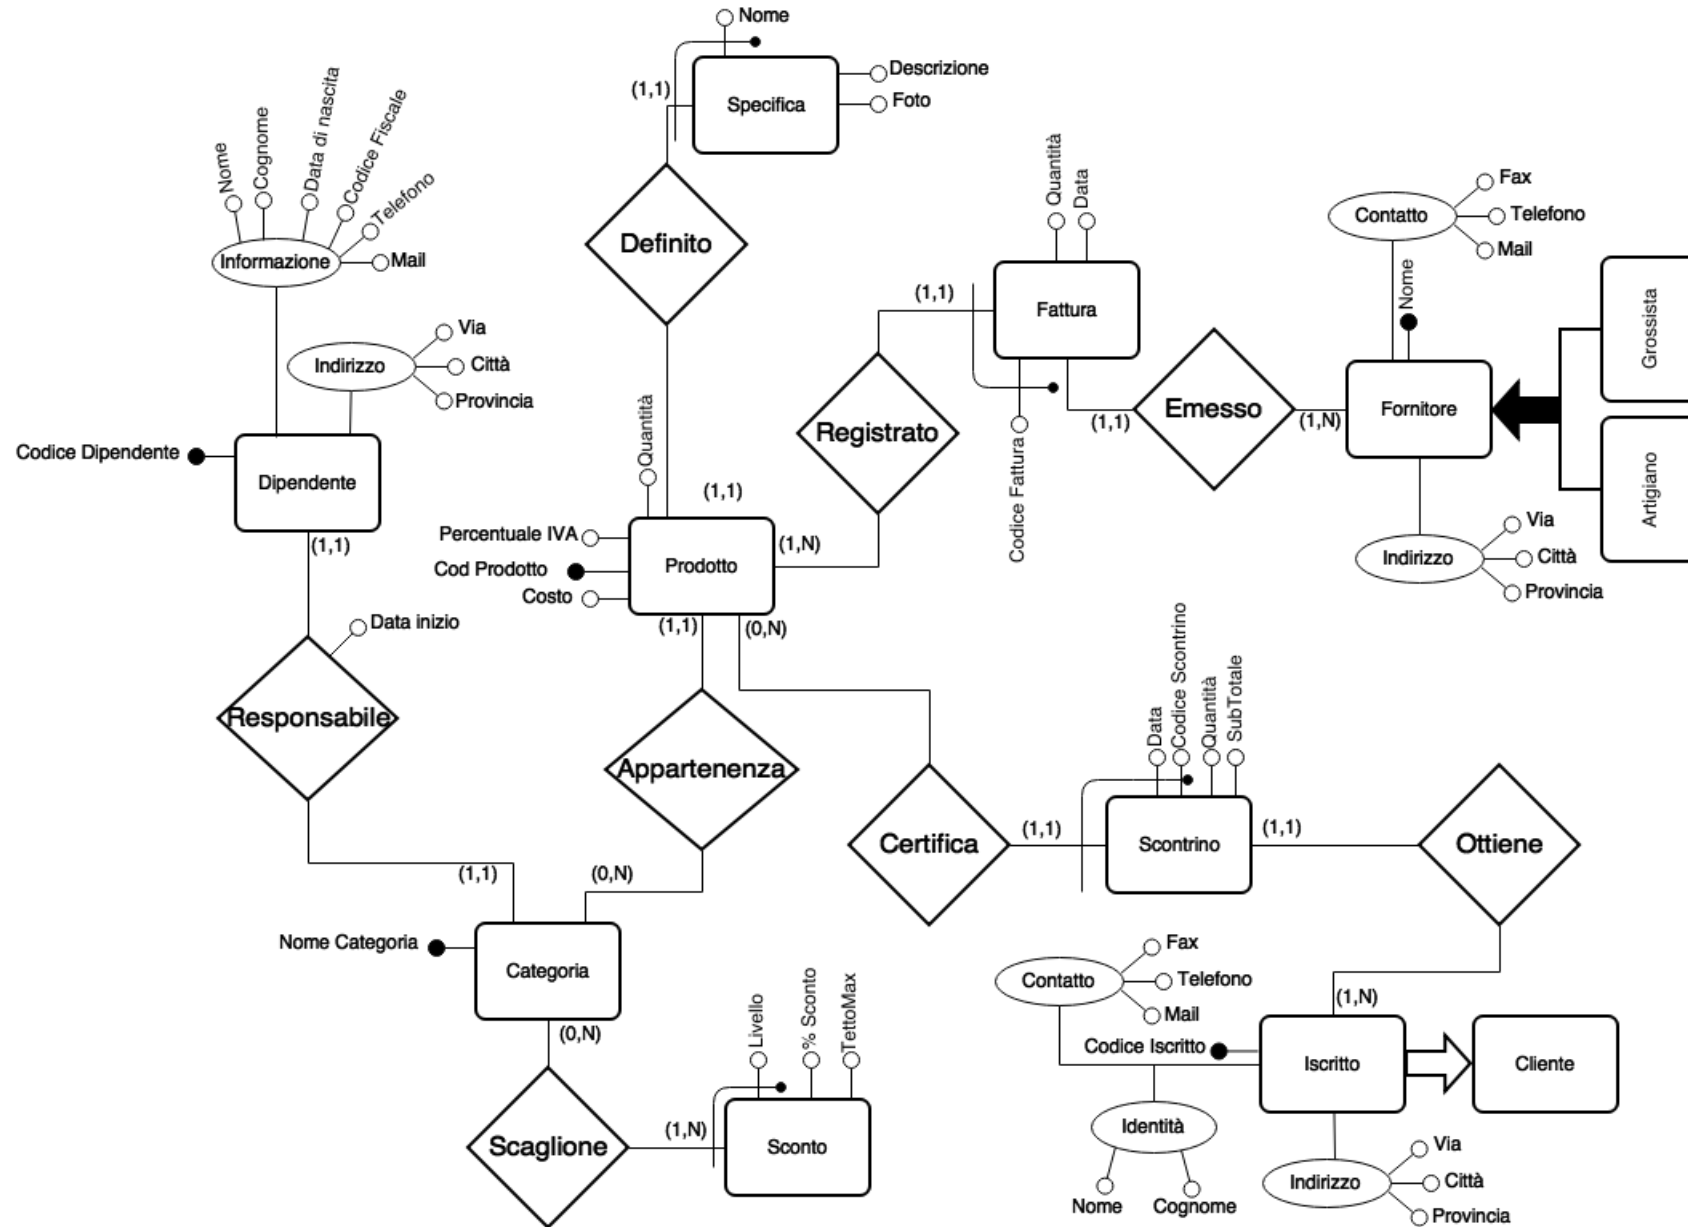 Nome
Descrizione
Foto
(1,1)
Specifica
Definito
Nome
Cognome
Data di nascita
Codice Fiscale
Telefono
Mail
Informazione
Via
Città
Provincia
Indirizzo
Codice Dipendente
Dipendente
(1,1)
Data inizio
Responsabile
(1,1)
Quantità
Data
(1,1)
Fattura
Codice Fattura
(1,1)
Registrato
Emesso
(1,N)
Contatto
Fax
Telefono
Mail
Nome
Fornitore
Grossista
Artigiano
Indirizzo
Via
Città
Provincia
Quantità
(1,1)
Percentuale IVA
Cod Prodotto
Costo
Prodotto
(1,N)
(1,1)
(0,N)
Appartenenza
(0,N)
Certifica
(1,1)
Data
Codice Scontrino
Quantità
SubTotale
Scontrino
(1,1)
Ottiene
(1,N)
Nome Categoria
Categoria
(0,N)
Scaglione
(1,N)
Livello
% Sconto
TettoMax
Sconto
Contatto
Fax
Telefono
Mail
Codice Iscritto
Iscritto
Cliente
Identità
Nome
Cognome
Indirizzo
Via
Città
Provincia